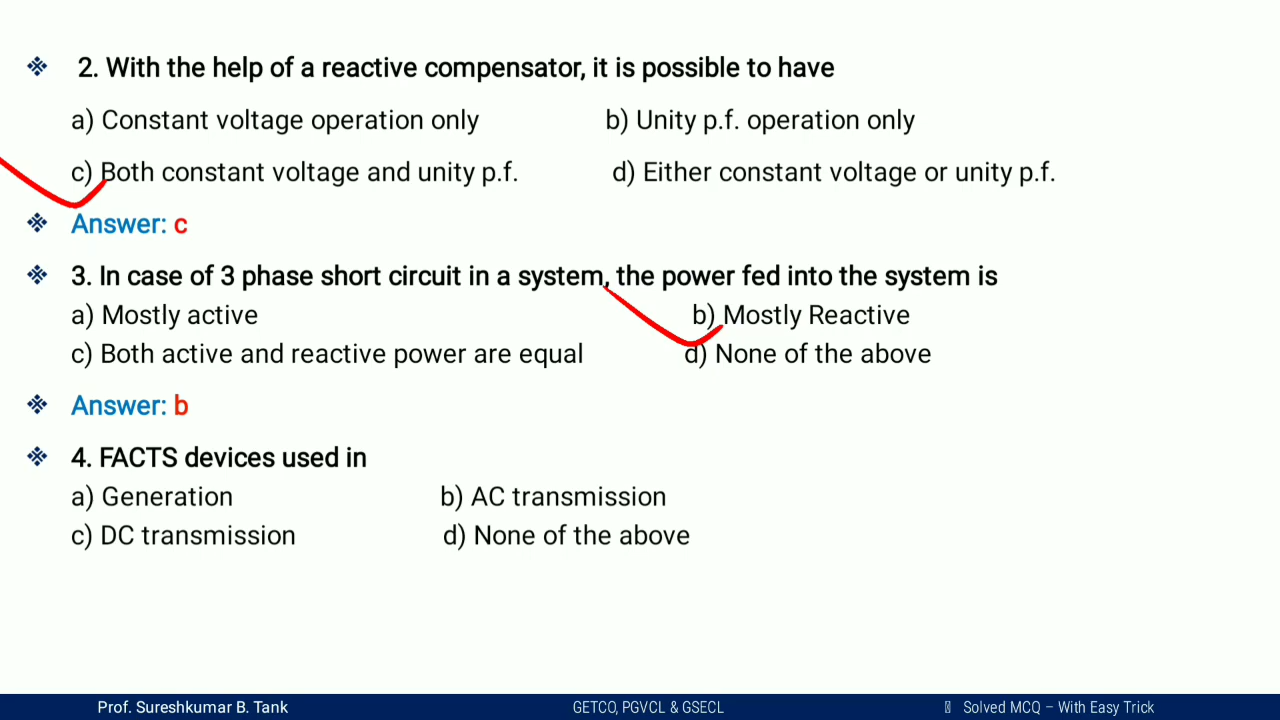 ❖ 2. With the help of a reactive compensator, it is possible to have
a) Constant voltage operation only b) Unity p.f. operation only
c) Both constant voltage and unity p.f. d) Either constant voltage or unity p.f.
❖ Answer: c
❖ 3. In case of 3 phase short circuit in a system, the power fed into the system is
a) Mostly active b) Mostly Reactive
c) Both active and reactive power are equal d) None of the above
❖ Answer: b
❖ 4. FACTS devices used in
a) Generation b) AC transmission
c) DC transmission d) None of the above
Prof. Sureshkumar B. Tank GETCO, PGVCL & GSECL Solved MCQ – With Easy Trick